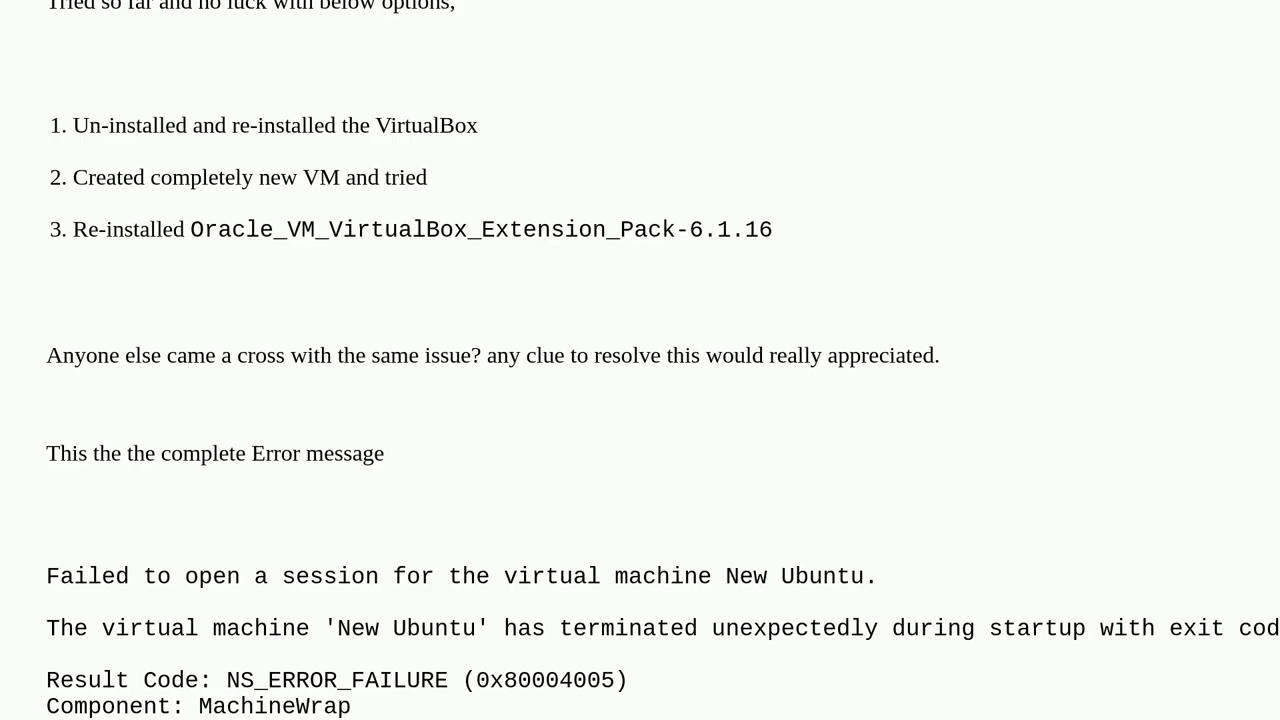 Tried so far and no luck with below options,
1. Un-installed and re-installed the VirtualBox
2. Created completely new VM and tried
3. Re-installed Oracle_VM_VirtualBox_Extension_Pack-6.1.16
Anyone else came a cross with the same issue? any clue to resolve this would really appreciated.
This the the complete Error message
Failed to open a session for the virtual machine New Ubuntu.
The virtual machine 'New Ubuntu' has terminated unexpectedly during startup with exit cod
Result Code: NS_ERROR_FAILURE (0x80004005)
Component: MachineWrap